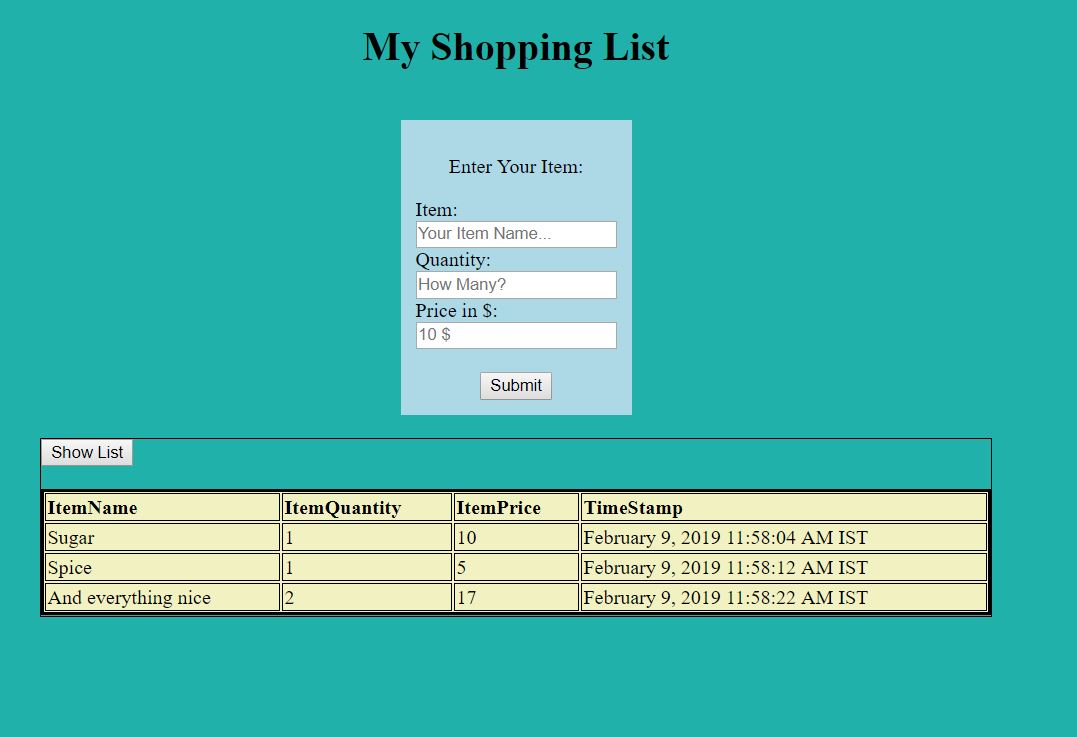 My Shopping List
Enter Your Item:
Item:
Your Item Name...
Quantity:
How Many?
Price in $:
10 $
Submit
Show List
ItemName ItemQuantity ItemPrice TimeStamp
Sugar 1 10 February 9, 2019 11:58:04 AM IST
Spice 1 5 February 9, 2019 11:58:12 AM IST
And everything nice 2 17 February 9, 2019 11:58:22 AM IST